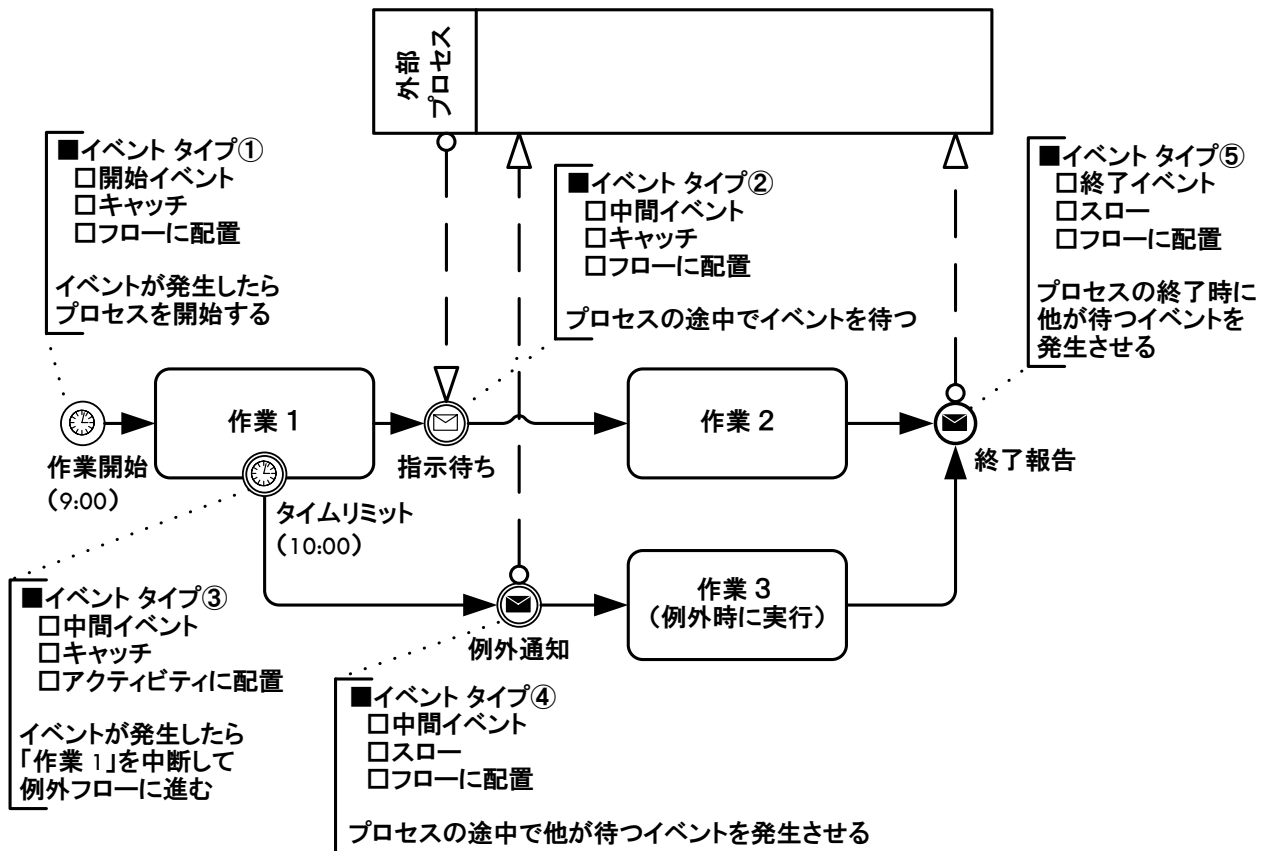 外部
プロセス
■イベント タイプ①
□開始イベント
□キャッチ
□フローに配置
イベントが発生したら
プロセスを開始する
■イベント タイプ②
□中間イベント
□キャッチ
□フローに配置
プロセスの途中でイベントを待つ
■イベント タイプ⑤
□終了イベント
□スロー
□フローに配置
プロセスの終了時に
他が待つイベントを
発生させる
作業開始
(9:00)
作業 1
指示待ち
作業 2
終了報告
タイムリミット
(10:00)
例外通知
作業 3
(例外時に実行)
■イベント タイプ③
□中間イベント
□キャッチ
□アクティビティに配置
イベントが発生したら
「作業 1」を中断して
例外フローに進む
■イベント タイプ④
□中間イベント
□スロー
□フローに配置
プロセスの途中で他が待つイベントを発生させる